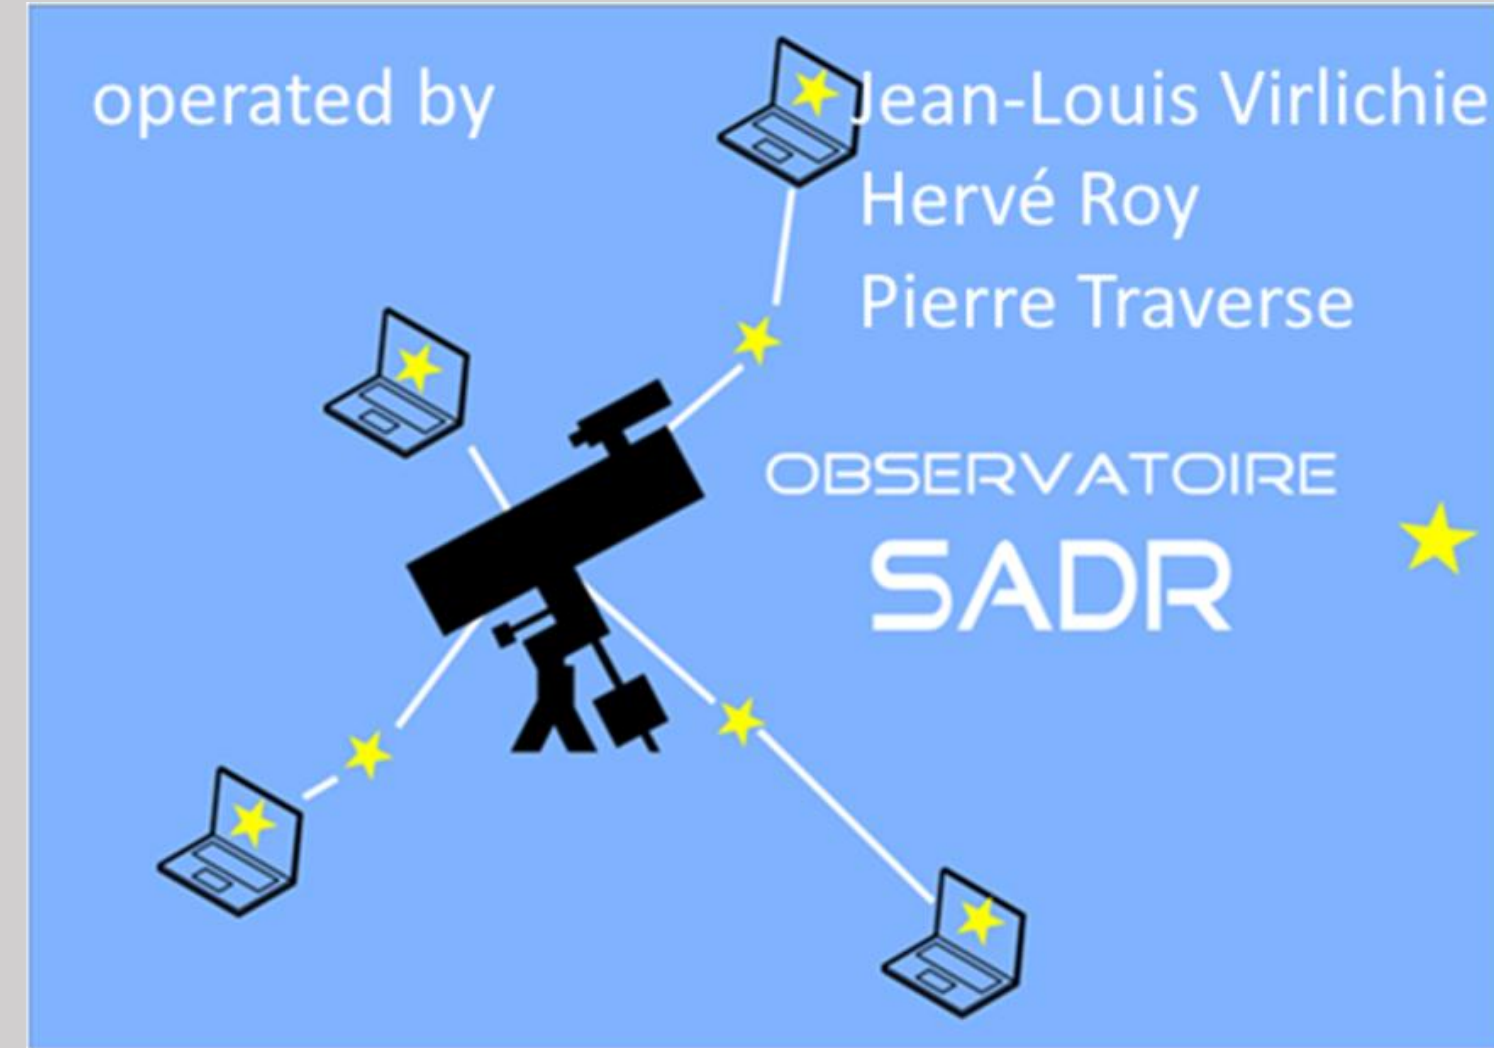 operated by
Jean-Louis Virlichie
Hervé Roy
Pierre Traverse
OBSERVATOIRE
SADR